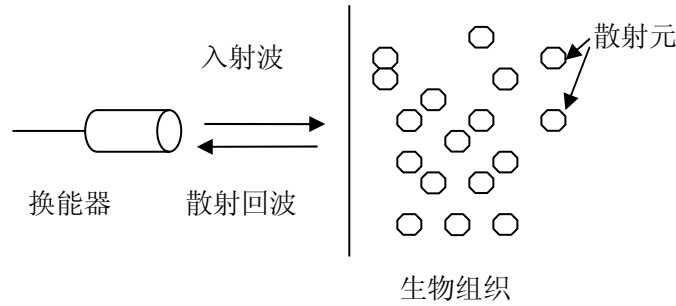 散射元
入射波
换能器
散射回波
生物组织